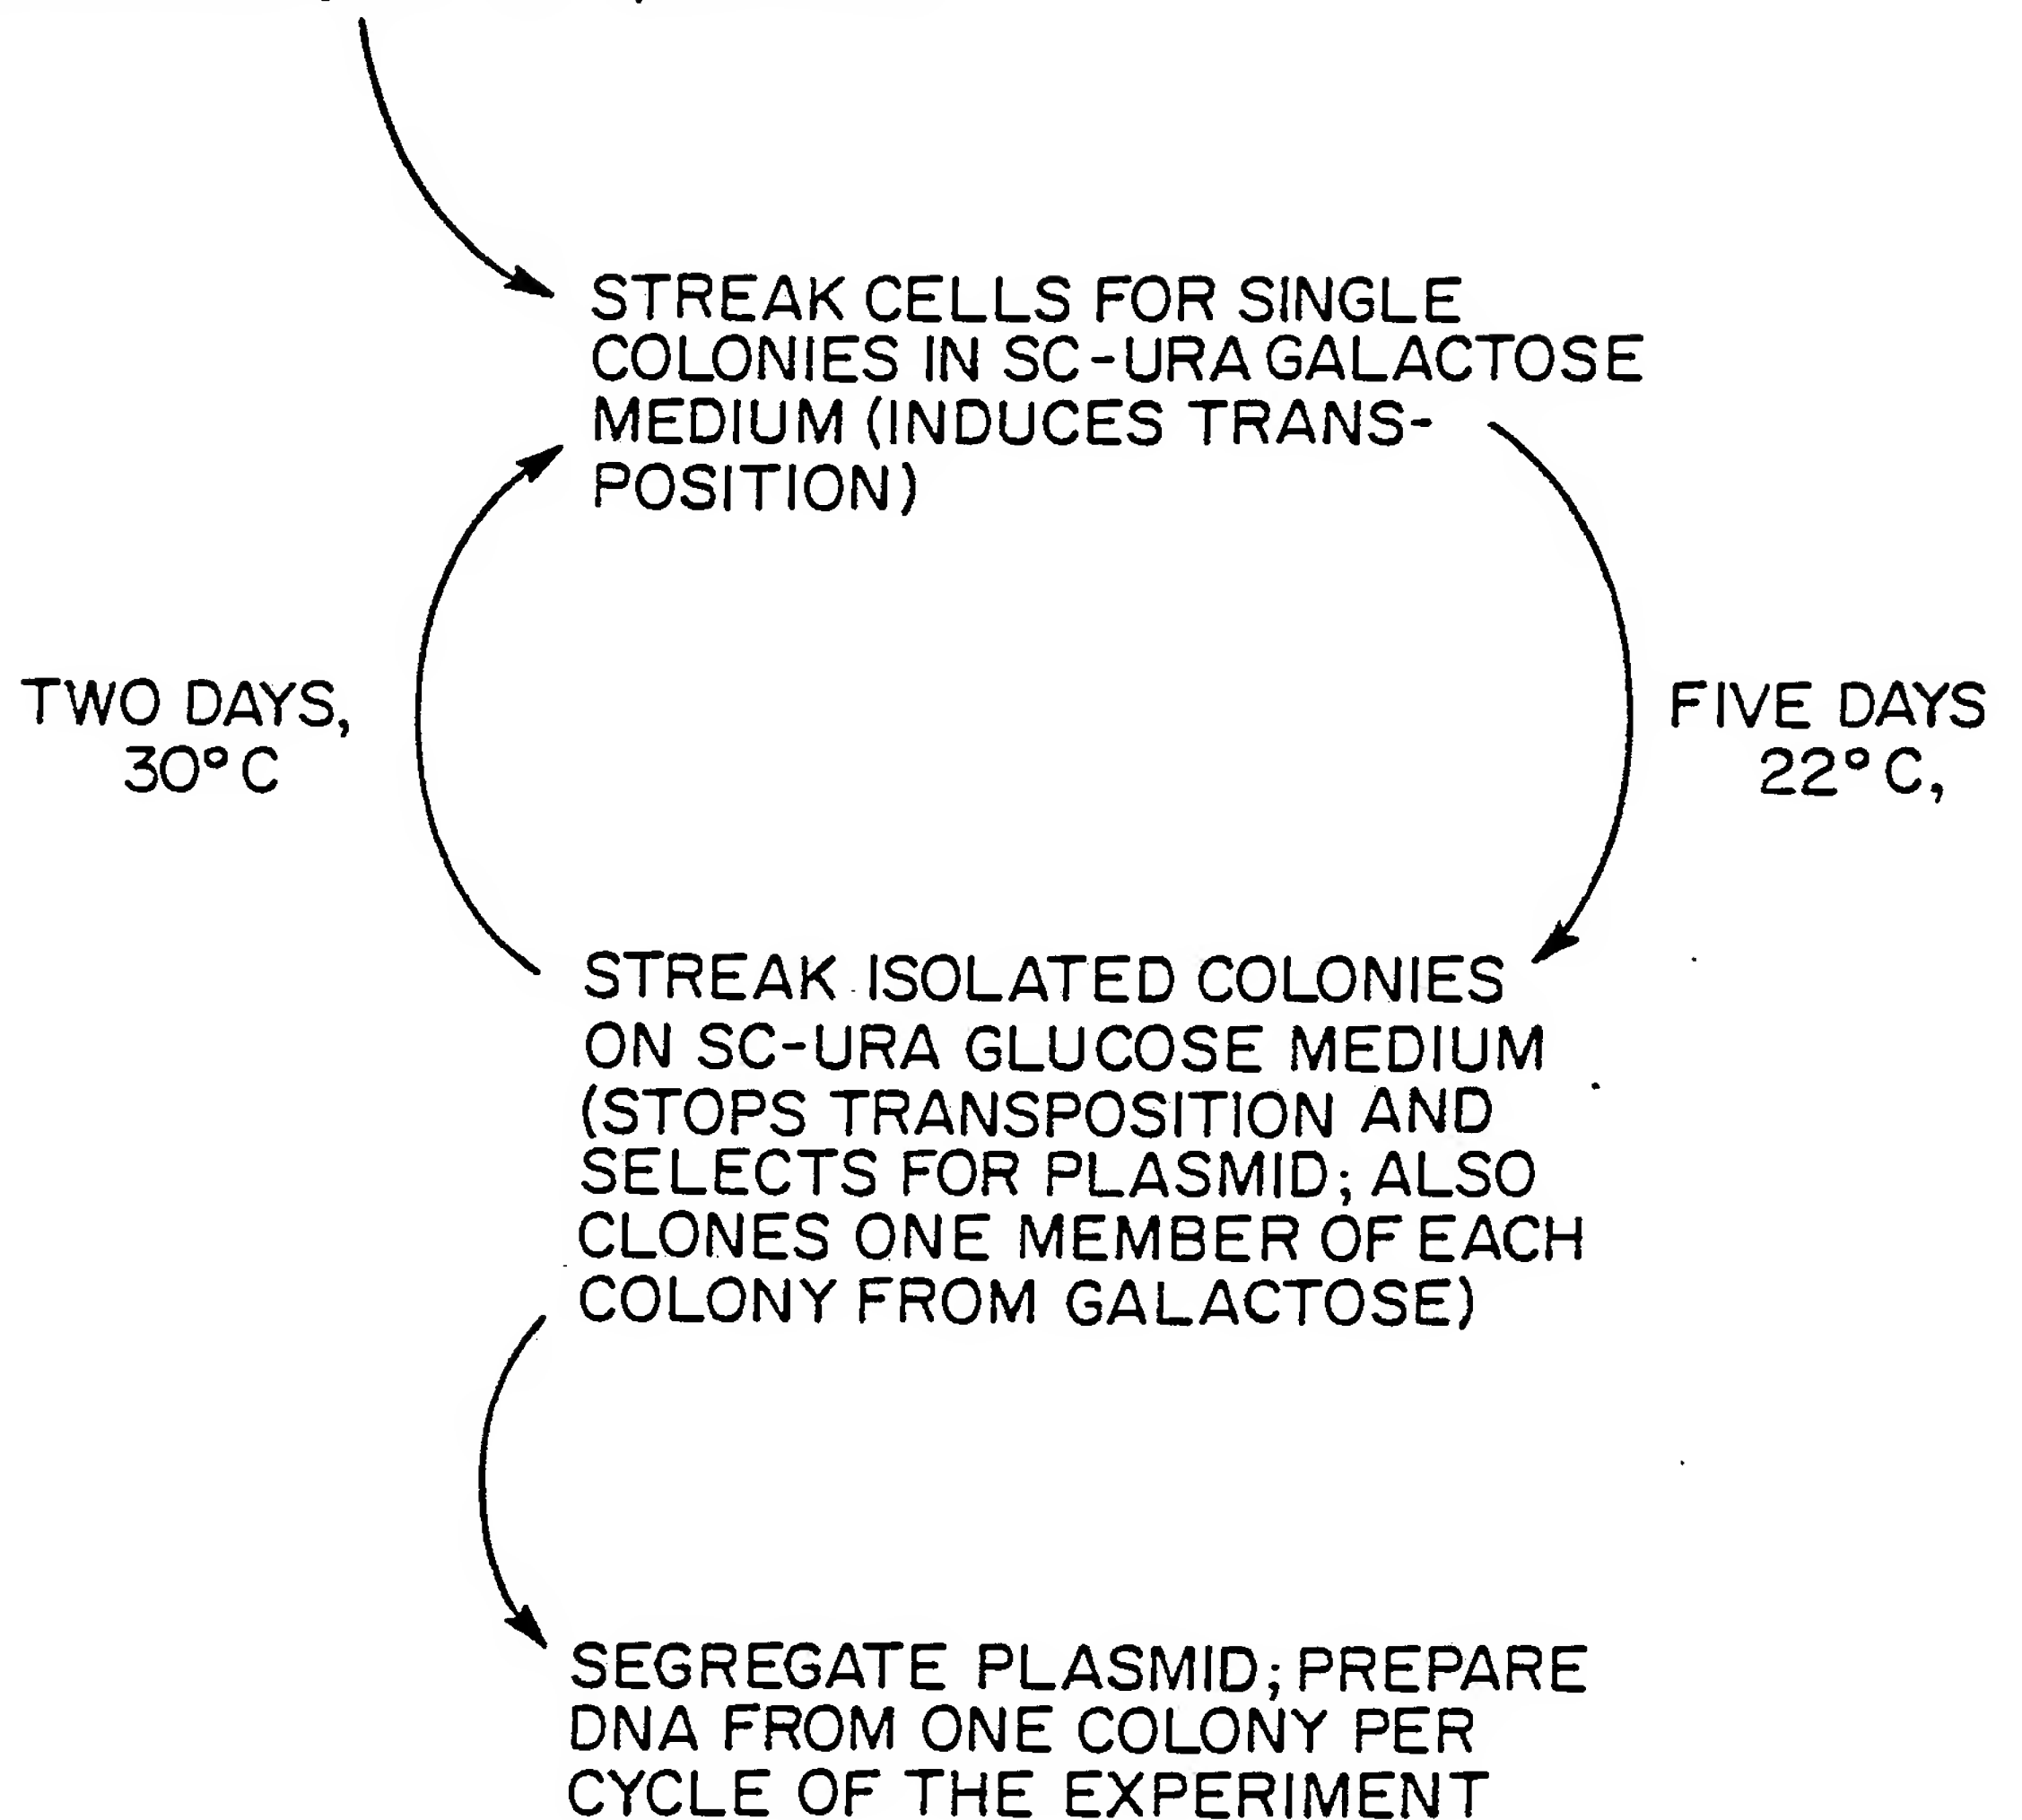 STREAK CELLS FOR SINGLE
COLONIES IN SC-URA GALACTOSE
MEDIUM (INDUCES TRANS-
POSITION)
TWO DAYS,
30°C
FIVE DAYS
22°C,
STREAK ISOLATED COLONIES
ON SC-URA GLUCOSE MEDIUM
(STOPS TRANSPOSITION AND
SELECTS FOR PLASMID; ALSO
CLONES ONE MEMBER OF EACH
COLONY FROM GALACTOSE)
SEGREGATE PLASMID; PREPARE
DNA FROM ONE COLONY PER
CYCLE OF THE EXPERIMENT